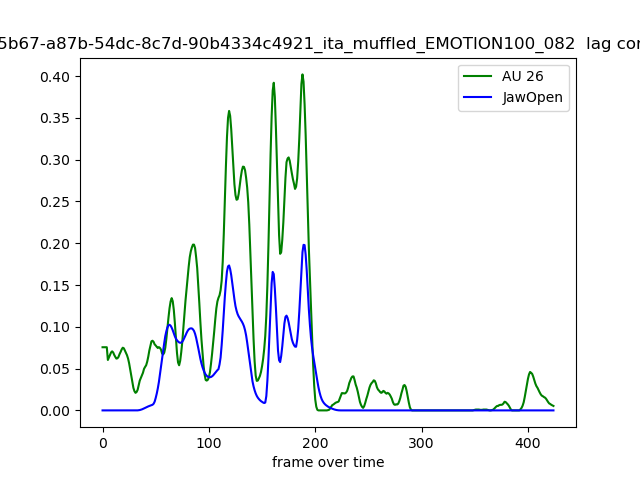 5b67-a87b-54dc-8c7d-90b4334c4921_ita_muffled_EMOTION100_082 lag cor
AU 26
JawOpen
0.40
0.35
0.30
0.25
0.20
0.15
0.10
0.05
0.00
0 100 200 300 400
frame over time